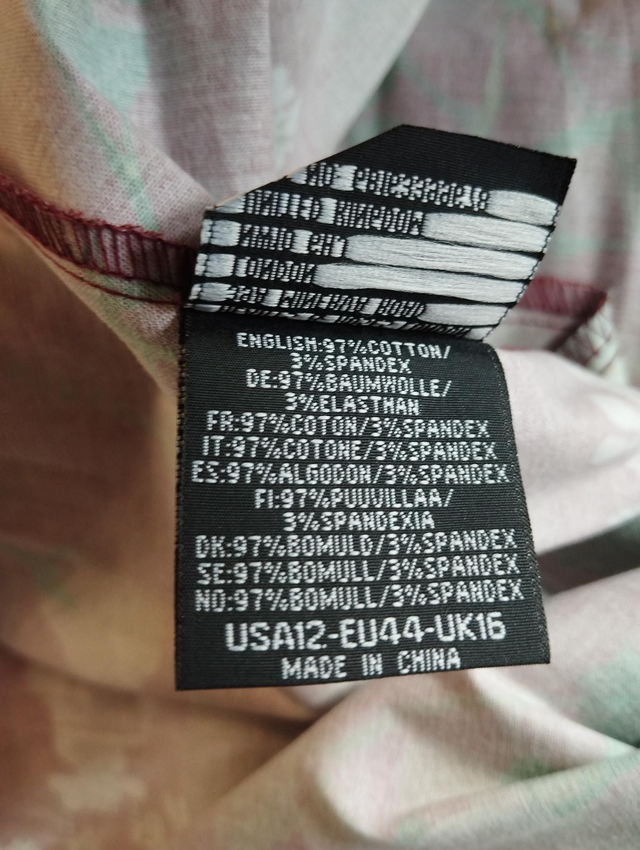 ENGLISH:97%COTTON/
3%SPANDEX
DE:97%BAUMWOLLE/
3%ELASTHAN
FR:97%COTON/3%SPANDEX
IT:97%COTONE/3%SPANDEX
ES:97%ALGODON/3%SPANDEX
FI:97%PUUVILLAA/
3%SPANDEXIA
DK:97%BOMULD/3%SPANDEX
SE:97%BOMULL/3%SPANDEX
NO:97%BOMULL/3%SPANDEX
USA12-EU44-UK16
MADE IN CHINA